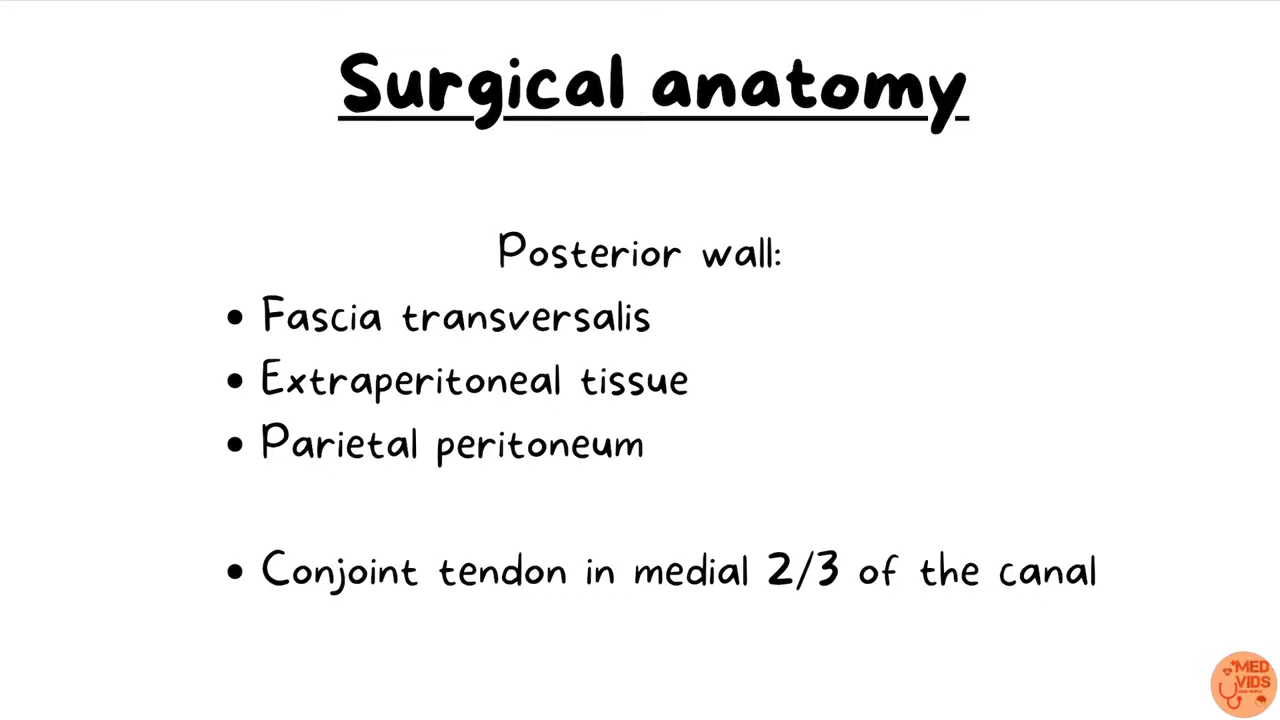 Surgical anatomy
Posterior wall:
• Fascia transversalis
• Extraperitoneal tissue
• Parietal peritoneum
• Conjoint tendon in medial 2/3 of the canal
MED
VIDS